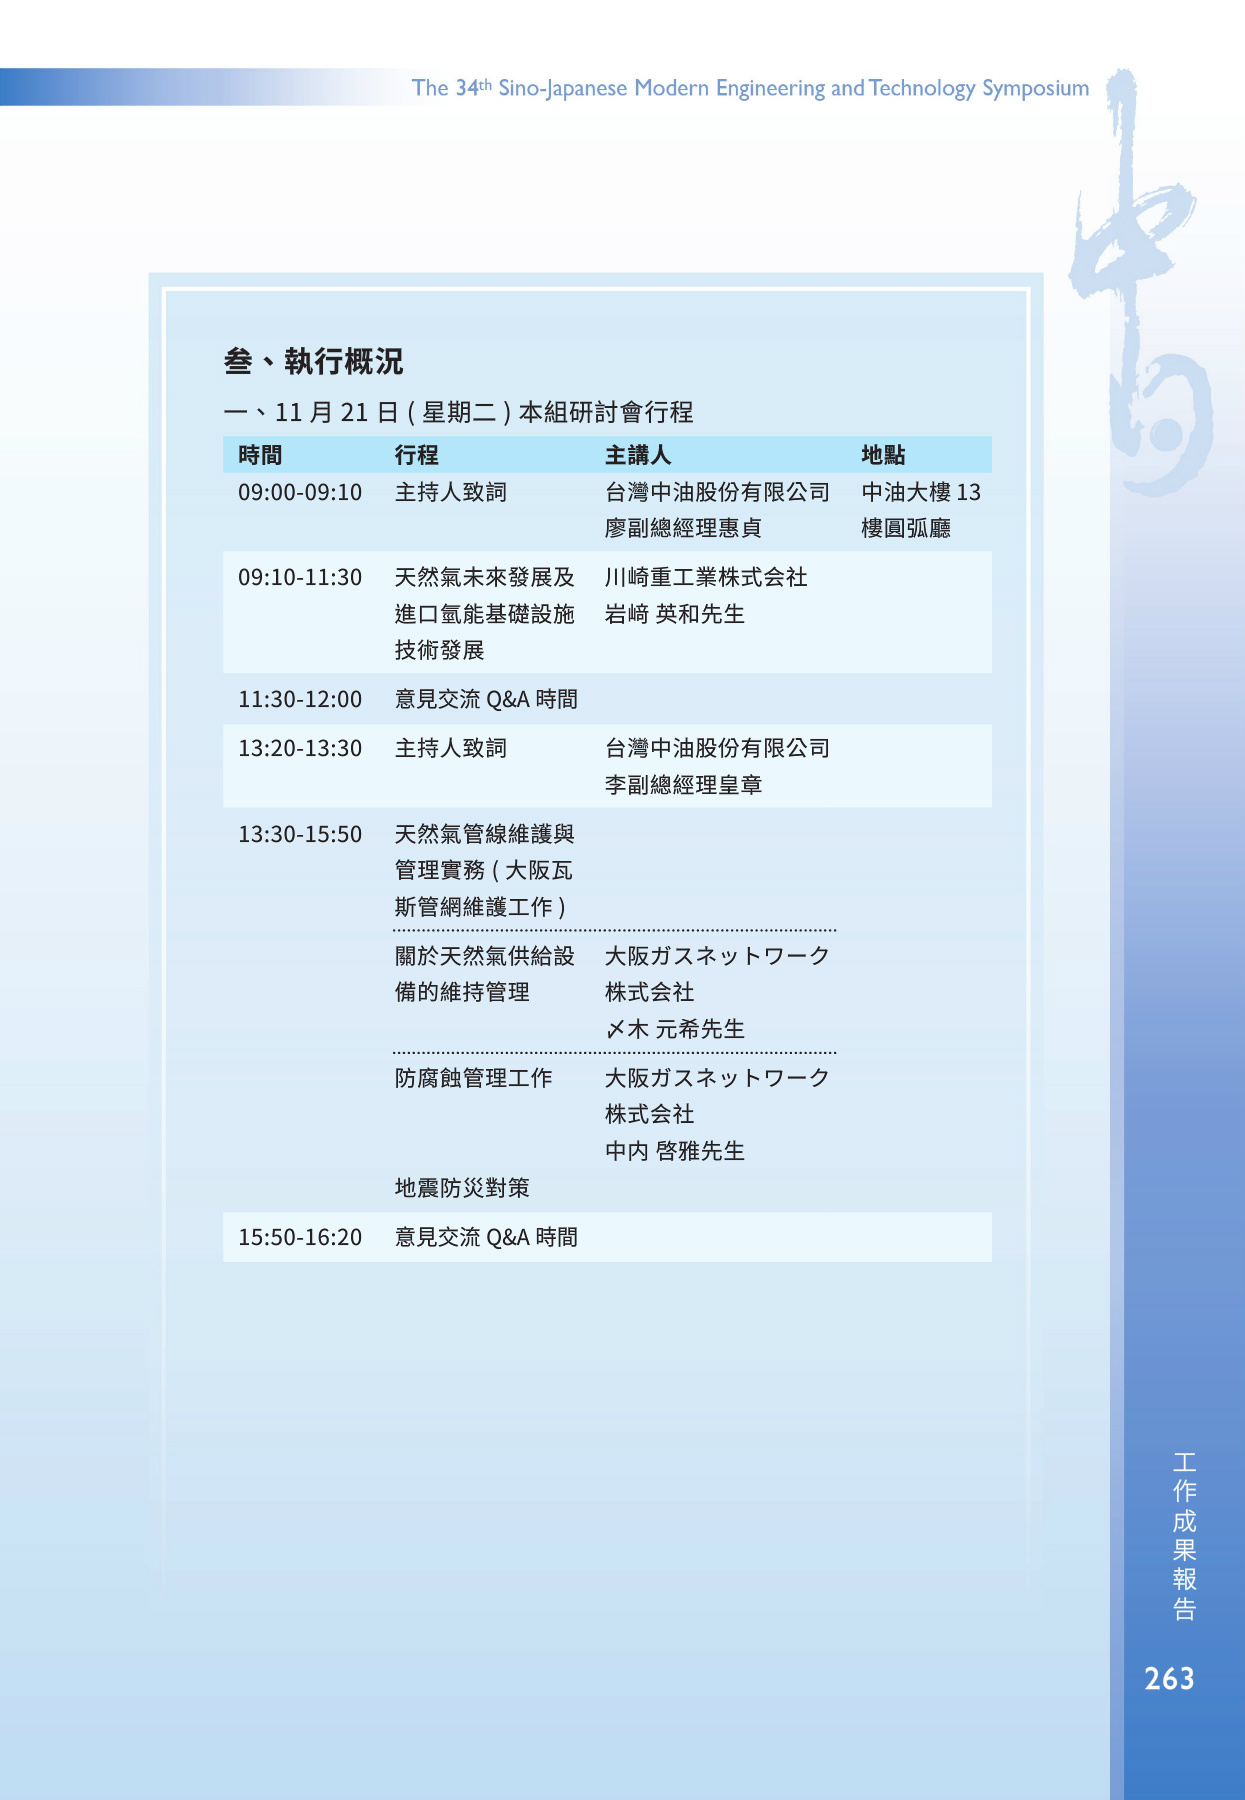 The 34th Sino-Japanese Modern Engineering and Technology Symposium
中日
叁、執行概況
一、11 月 21 日 ( 星期二 ) 本組研討會行程
時間 行程 主講人 地點
09:00-09:10 主持人致詞 台灣中油股份有限公司 中油大樓 13
廖副總經理惠貞 樓圓弧廳
09:10-11:30 天然氣未來發展及 川崎重工業株式会社
進口氫能基礎設施 岩﨑 英和先生
技術發展
11:30-12:00 意見交流 Q&A 時間
13:20-13:30 主持人致詞 台灣中油股份有限公司
李副總經理皇章
13:30-15:50 天然氣管線維護與
管理實務 ( 大阪瓦
斯管網維護工作 )
關於天然氣供給設 大阪ガスネットワーク
備的維持管理 株式会社
〆木 元希先生
防腐蝕管理工作 大阪ガスネットワーク
株式会社
中内 啓雅先生
地震防災對策
15:50-16:20 意見交流 Q&A 時間
工作成果報告
263